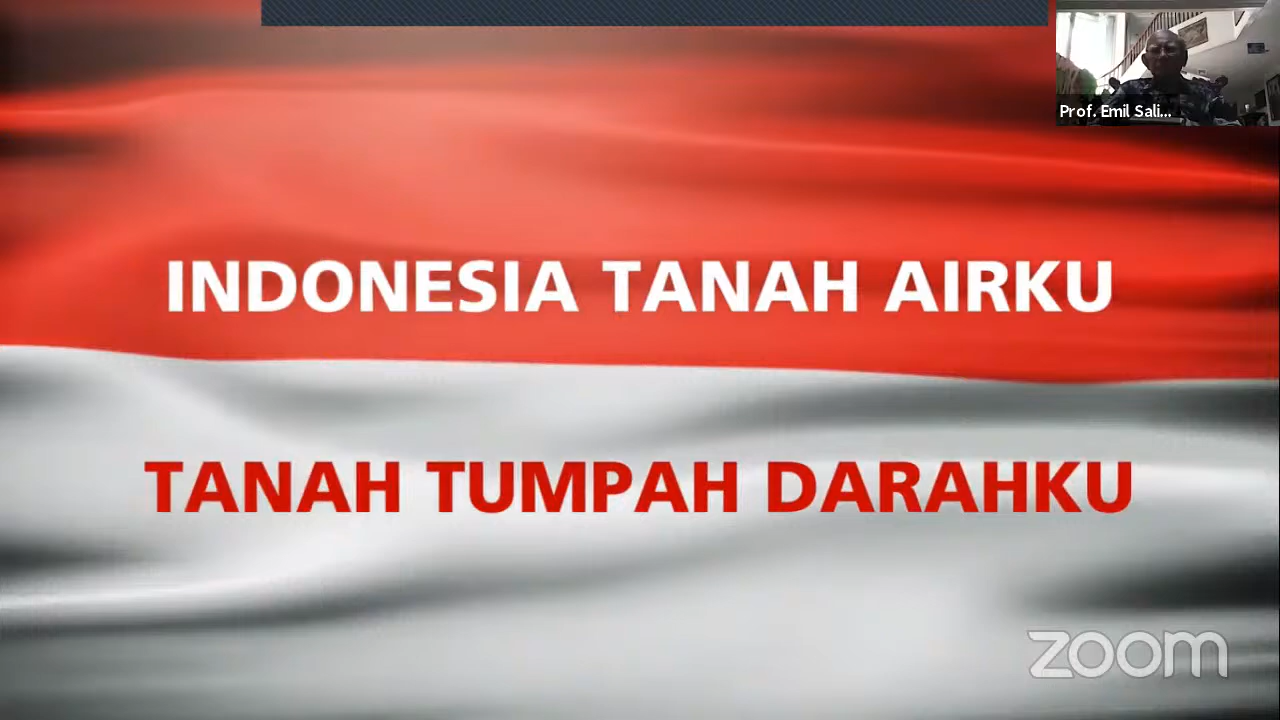 Prof. Emil Sali...
INDONESIA TANAH AIRKU
TANAH TUMPAH DARAHKU
zoom